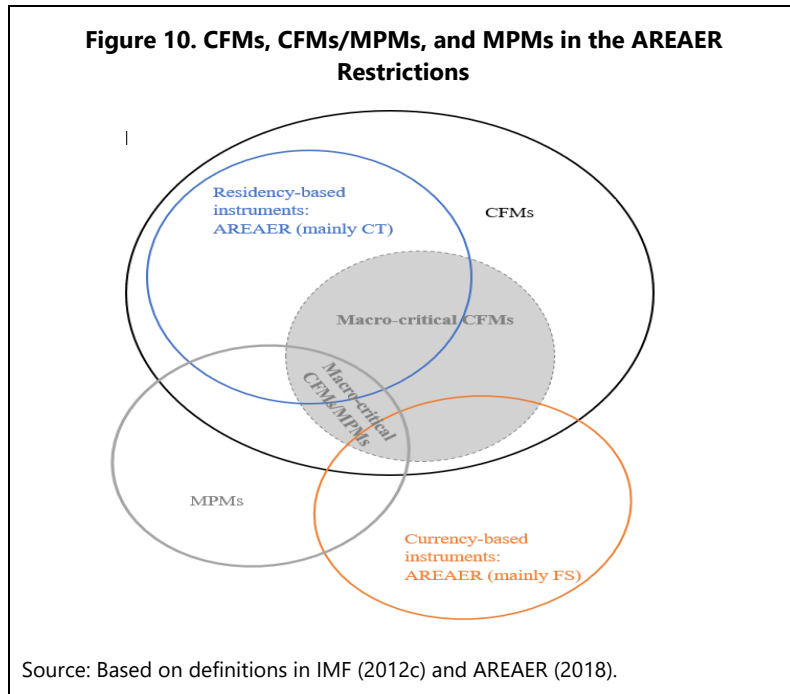 Figure 10. CFMs, CFMs/MPMs, and MPMs in the AREAER
Restrictions
Residency-based
instruments:
AREAER (mainly CT)
CFMs
Macro-critical CFMs
Macro-critical
CFMs/MPMs
MPMs
Currency-based
instruments:
AREAER (mainly FS)
Source: Based on definitions in IMF (2012c) and AREAER (2018).